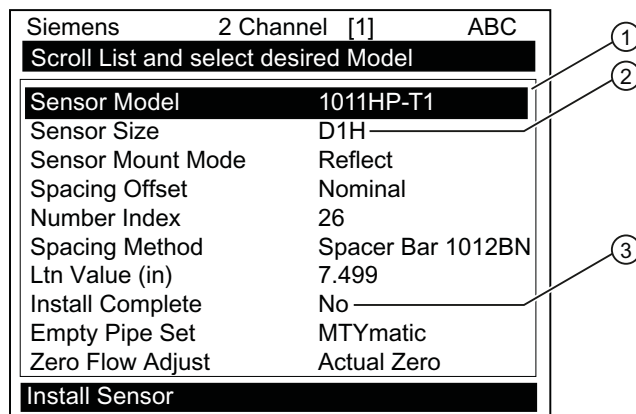 Siemens 2 Channel [1] ABC
Scroll List and select desired Model
Sensor Model 1011HP-T1
Sensor Size D1H
Sensor Mount Mode Reflect
Spacing Offset Nominal
Number Index 26
Spacing Method Spacer Bar 1012BN
Ltn Value (in) 7.499
Install Complete No
Empty Pipe Set MTYmatic
Zero Flow Adjust Actual Zero
Install Sensor
1
2
3